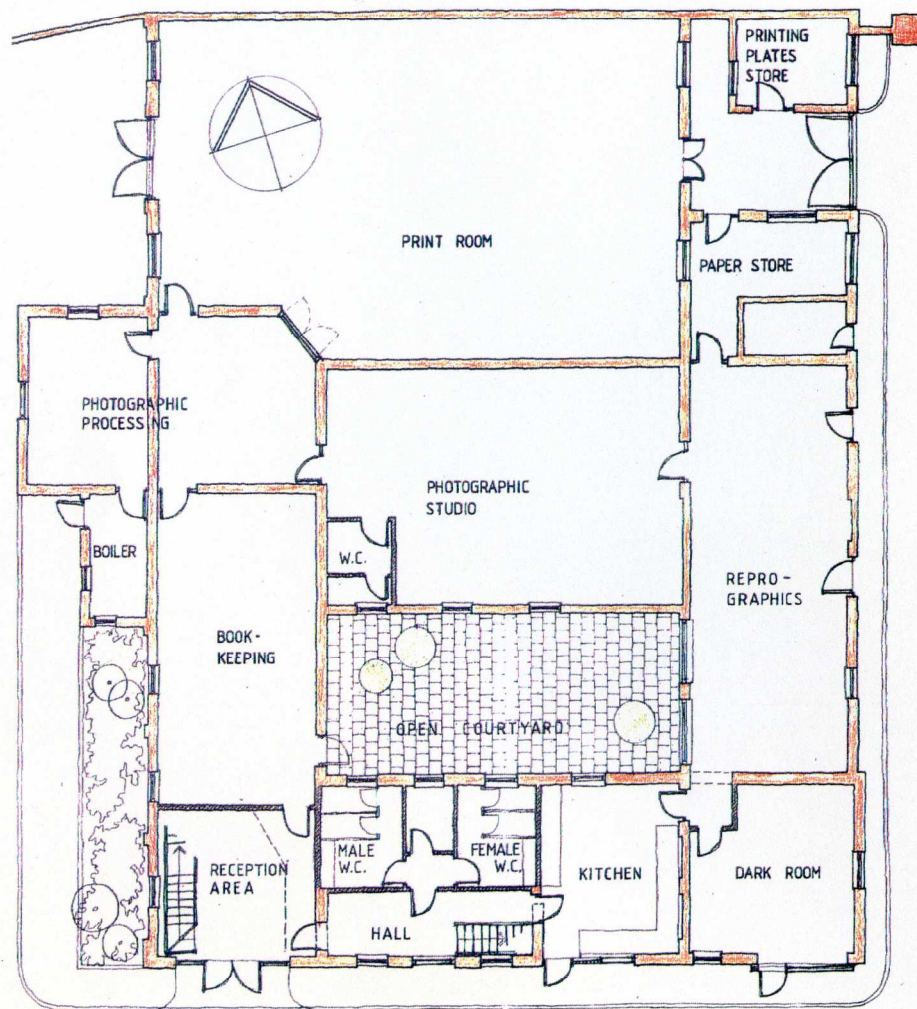 PRINTING
PLATES
STORE
PRINT ROOM
PAPER STORE
PHOTOGRAPHIC
PROCESSING
PHOTOGRAPHIC
STUDIO
W.C.
BOILER
REPRO-
GRAPHICS
BOOK-
KEEPING
OPEN COURTYARD
RECEPTION
AREA
MALE
W.C.
FEMALE
W.C.
KITCHEN
DARK ROOM
HALL